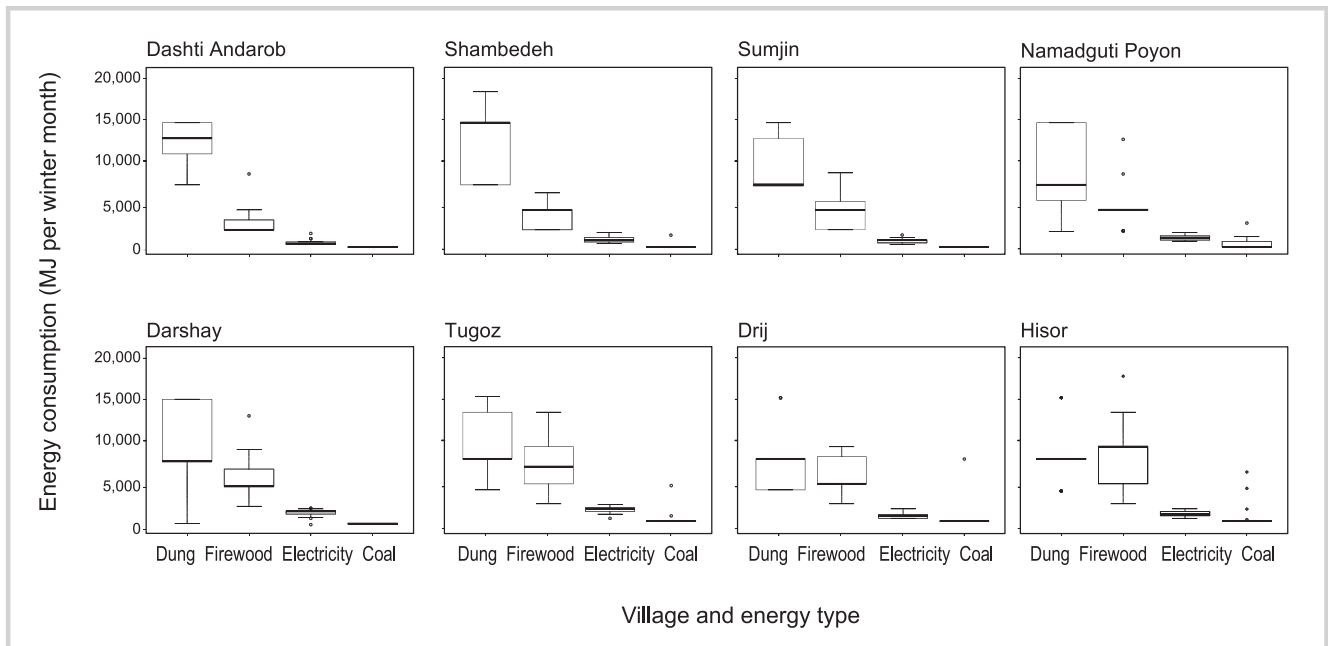 Dashti Andarob Shambedeh Sumjin Namadguti Poyon
20,000
15,000
10,000
5,000
0
Energy consumption (MJ per winter month)
Darshay Tugoz Drij Hisor
20,000
15,000
10,000
5,000
0
Dung Firewood Electricity Coal Dung Firewood Electricity Coal Dung Firewood Electricity Coal Dung Firewood Electricity Coal
Village and energy type